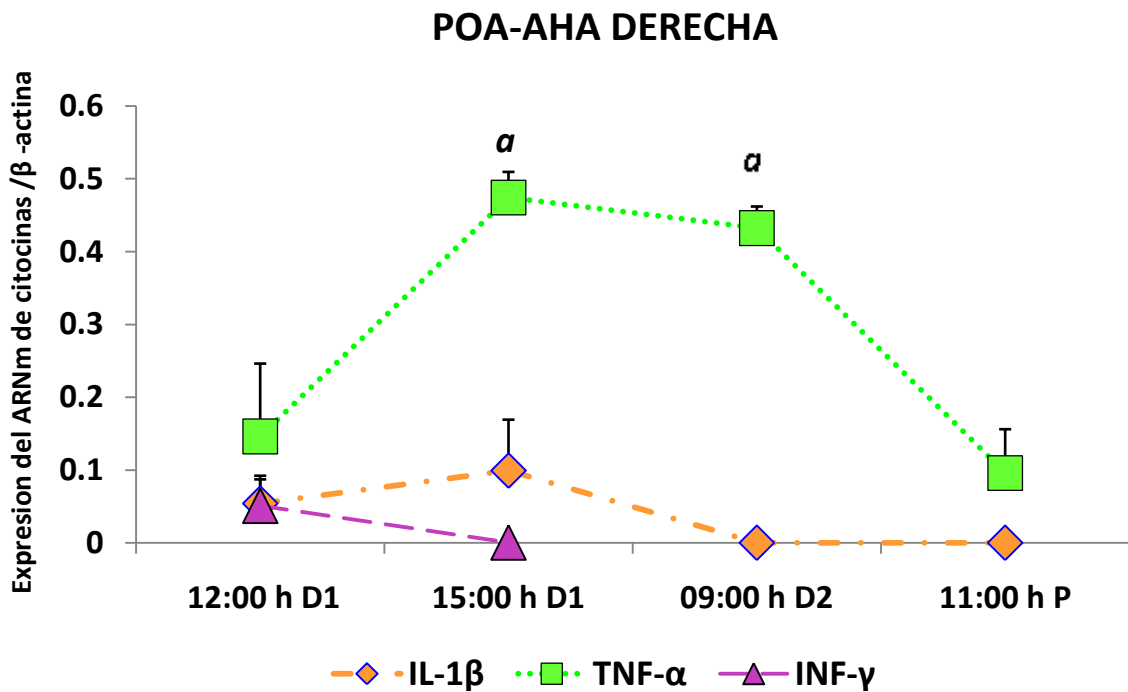 POA-AHA DERECHA
Expresion del ARNm de citocinas /β -actina
0.6
0.5
0.4
0.3
0.2
0.1
0
a
a
12:00 h D1
15:00 h D1
09:00 h D2
11:00 h P
IL-1β
TNF-α
INF-γ